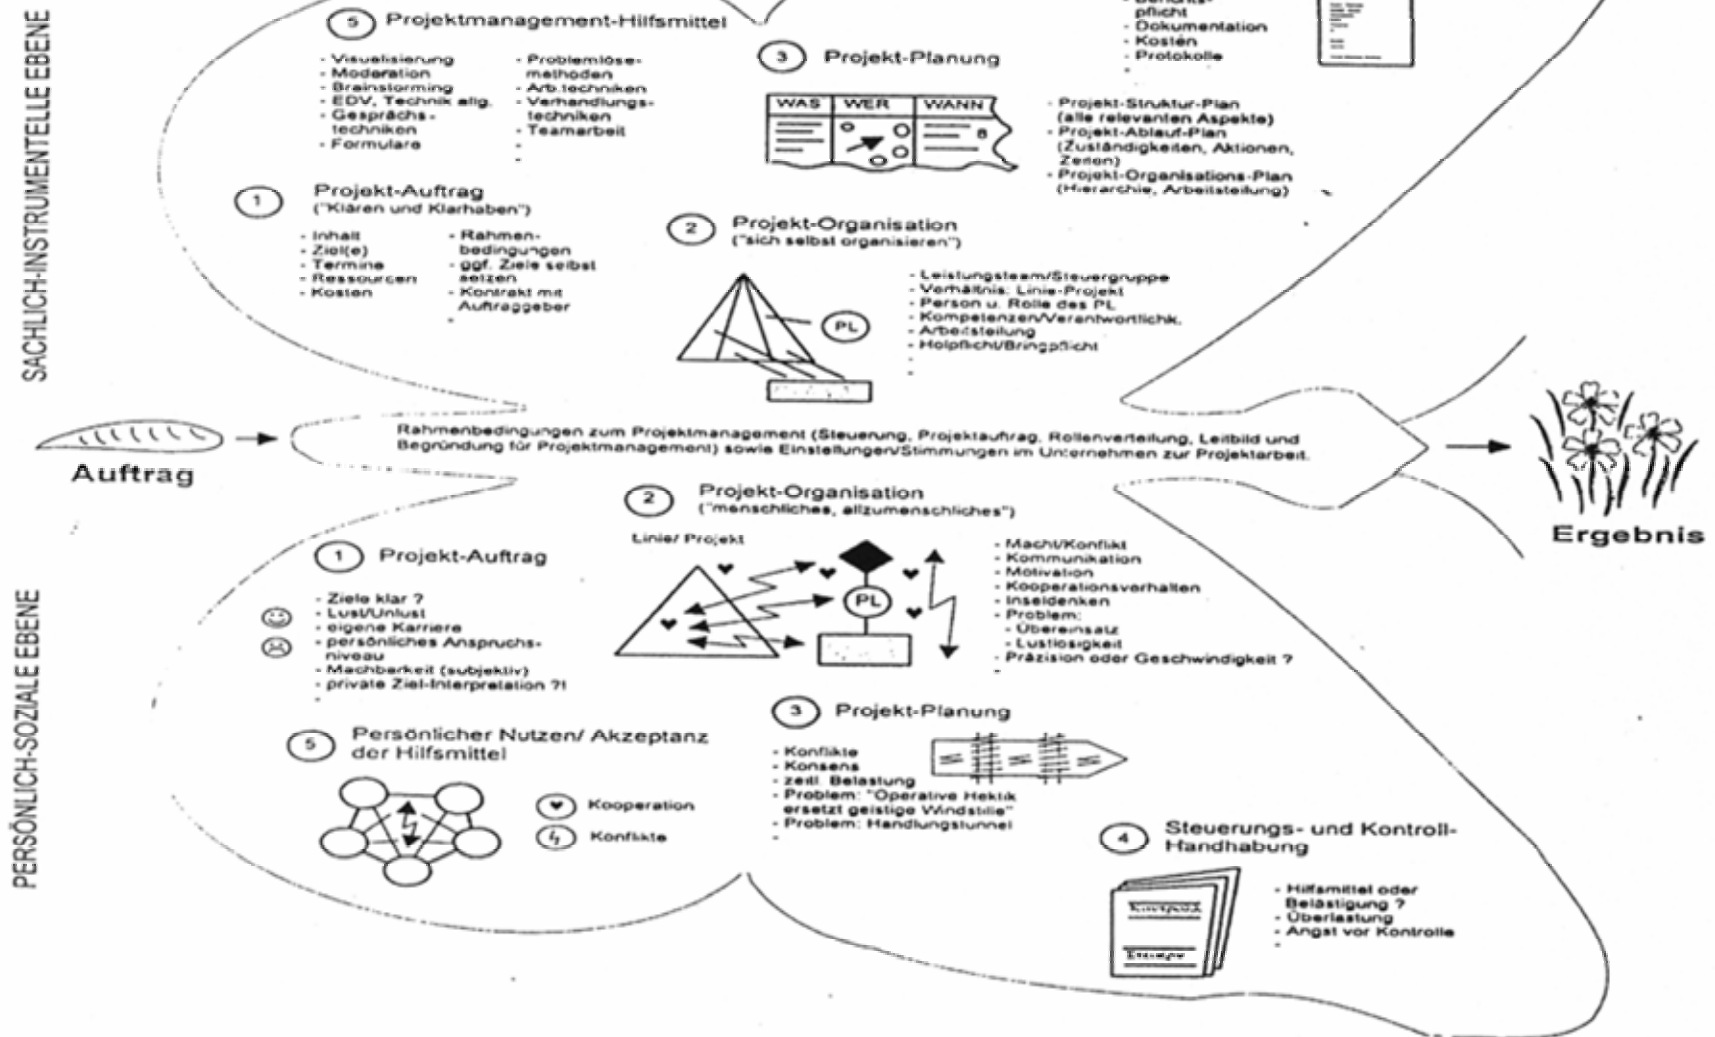 SACHLICH-INSTRUMENTELLE EBENE
5 Projektmanagement-Hilfsmittel
- Visualisierung
- Moderation
- Brainstorming
- EDV, Technik allg.
- Gesprächs-
techniken
- Formulare
- Problemlöse-
methoden
- Arb.techniken
- Verhandlungs-
techniken
- Teamarbeit
-
-
pflicht
- Dokumentation
- Kosten
- Protokolle
-
3 Projekt-Planung
WAS WER WANN
8
- Projekt-Struktur-Plan
(alle relevanten Aspekte)
- Projekt-Ablauf-Plan
(Zuständigkeiten, Aktionen,
Zeiten)
- Projekt-Organisations-Plan
(Hierarchie, Arbeitsteilung)
1 Projekt-Auftrag
("Klären und Klarhaben")
- Inhalt
- Ziel(e)
- Termine
- Ressourcen
- Kosten
- Rahmen-
bedingungen
- ggf. Ziele selbst
setzen
- Kontrakt mit
Auftraggeber
-
2 Projekt-Organisation
("sich selbst organisieren")
PL
- Leistungsteam/Steuergruppe
- Verhältnis: Linie-Projekt
- Person u. Rolle des PL
- Kompetenzen/Verantwortlichk.
- Arbeitsteilung
- Holpflicht/Bringpflicht
-
-
Auftrag
Rahmenbedingungen zum Projektmanagement (Steuerung, Projektauftrag, Rollenverteilung, Leitbild und
Begründung für Projektmanagement) sowie Einstellungen/Stimmungen im Unternehmen zur Projektarbeit.
Ergebnis
PERSÖNLICH-SOZIALE EBENE
2 Projekt-Organisation
("menschliches, allzumenschliches")
Linie/ Projekt
PL
- Macht/Konflikt
- Kommunikation
- Motivation
- Kooperationsverhalten
- Inseldenken
- Problem:
- Übereinsatz
- Lustlosigkeit
- Präzision oder Geschwindigkeit ?
-
1 Projekt-Auftrag
- Ziele klar ?
- Lust/Unlust
- eigene Karriere
- persönliches Anspruchs-
niveau
- Machbarkeit (subjektiv)
- private Ziel-Interpretation ?!
-
5 Persönlicher Nutzen/ Akzeptanz
der Hilfsmittel
Kooperation
Konflikte
3 Projekt-Planung
- Konflikte
- Konsens
- zeitl. Belastung
- Problem: "Operative Hektik
ersetzt geistige Windstille"
- Problem: Handlungstunnel
-
4 Steuerungs- und Kontroll-
Handhabung
- Hilfsmittel oder
Belästigung ?
- Überlastung
- Angst vor Kontrolle
-